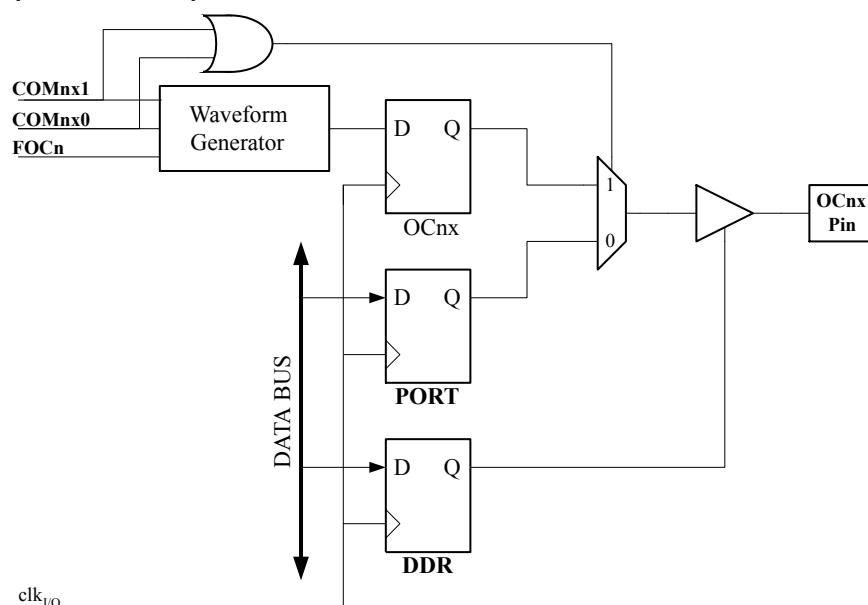 COMnx1
COMnx0
FOCn
Waveform
Generator
D Q
OCnx
1
0
OCnx
Pin
D Q
PORT
DATA BUS
D Q
DDR
clkI/O